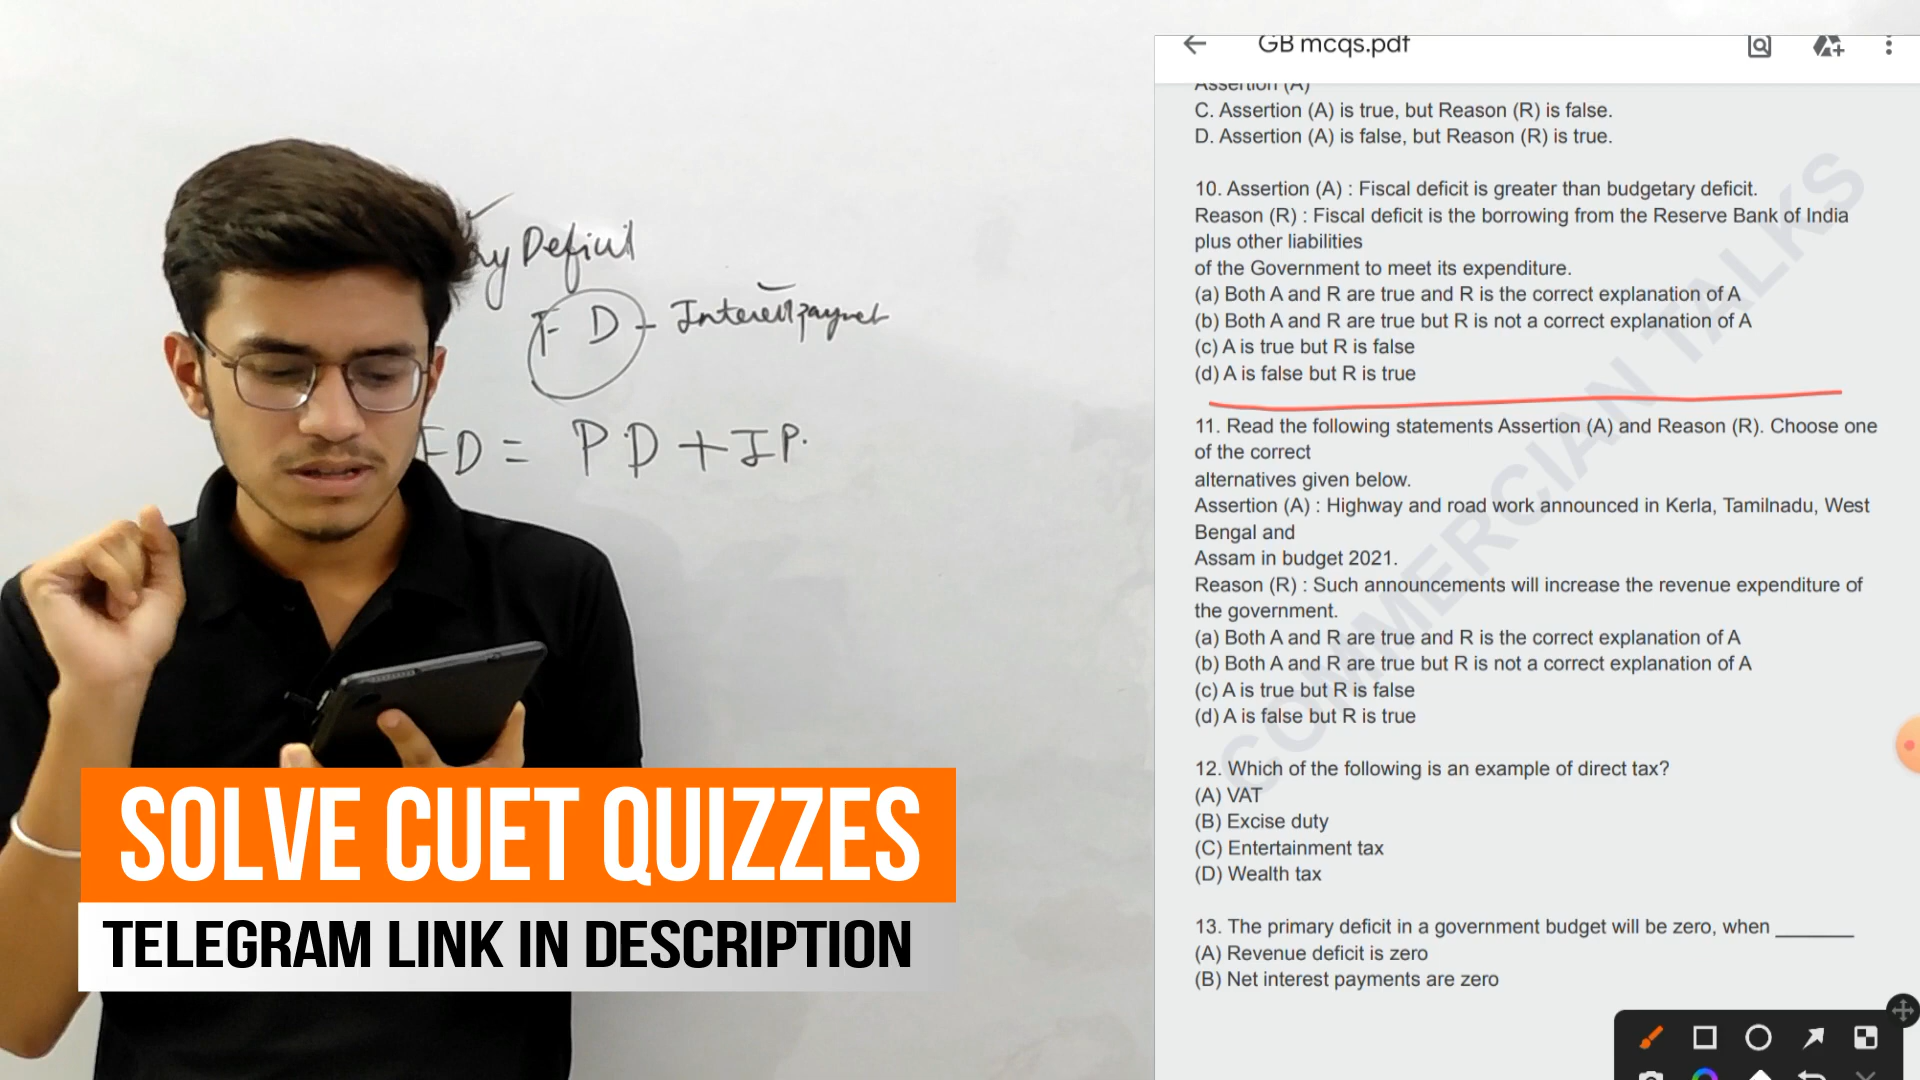 Deficit
F D - Interest payment
FD = P.D + IP.
SOLVE CUET QUIZZES
TELEGRAM LINK IN DESCRIPTION
GB mcqs.pdf
Assertion (A)
C. Assertion (A) is true, but Reason (R) is false.
D. Assertion (A) is false, but Reason (R) is true.
10. Assertion (A) : Fiscal deficit is greater than budgetary deficit.
Reason (R) : Fiscal deficit is the borrowing from the Reserve Bank of India
plus other liabilities
of the Government to meet its expenditure.
(a) Both A and R are true and R is the correct explanation of A
(b) Both A and R are true but R is not a correct explanation of A
(c) A is true but R is false
(d) A is false but R is true
11. Read the following statements Assertion (A) and Reason (R). Choose one
of the correct
alternatives given below.
Assertion (A) : Highway and road work announced in Kerla, Tamilnadu, West
Bengal and
Assam in budget 2021.
Reason (R) : Such announcements will increase the revenue expenditure of
the government.
(a) Both A and R are true and R is the correct explanation of A
(b) Both A and R are true but R is not a correct explanation of A
(c) A is true but R is false
(d) A is false but R is true
12. Which of the following is an example of direct tax?
(A) VAT
(B) Excise duty
(C) Entertainment tax
(D) Wealth tax
13. The primary deficit in a government budget will be zero, when _______
(A) Revenue deficit is zero
(B) Net interest payments are zero
COMMERCIAN TALKS